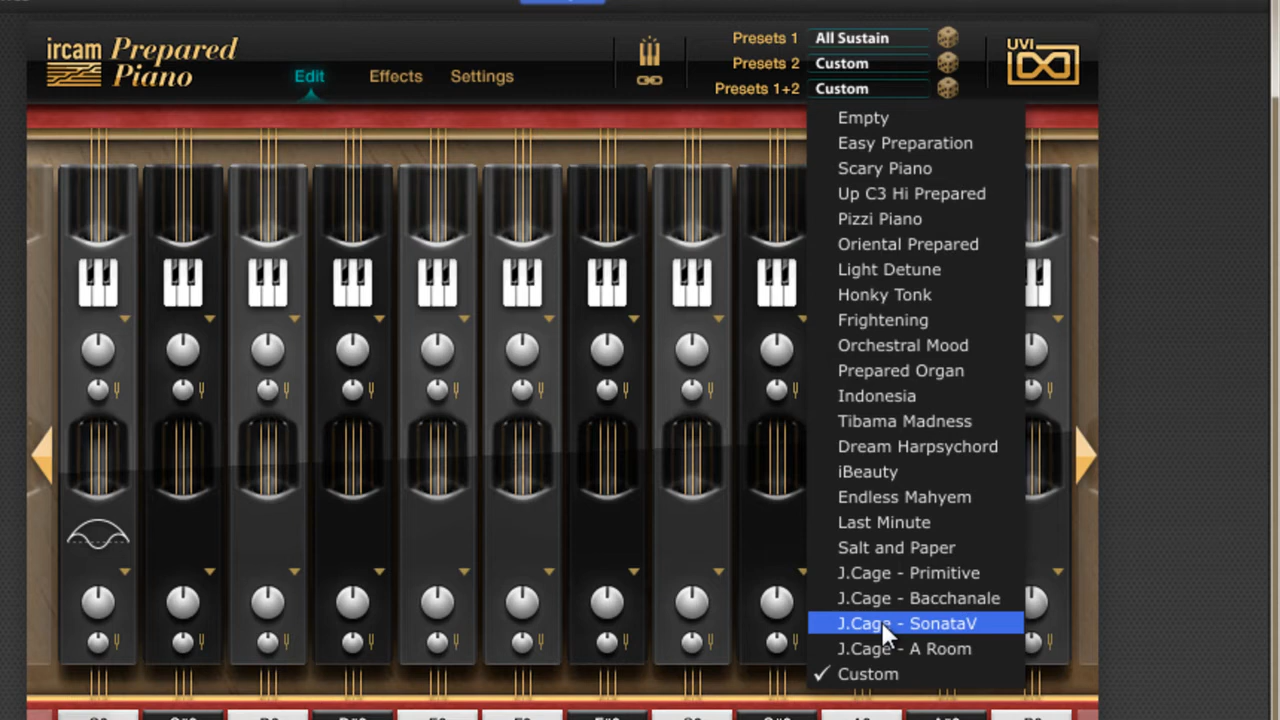 ircam Prepared
Piano
Edit
Effects
Settings
Presets 1
All Sustain
Presets 2
Custom
Presets 1+2
Custom
UVI
Empty
Easy Preparation
Scary Piano
Up C3 Hi Prepared
Pizzi Piano
Oriental Prepared
Light Detune
Honky Tonk
Frightening
Orchestral Mood
Prepared Organ
Indonesia
Tibama Madness
Dream Harpsychord
iBeauty
Endless Mahyem
Last Minute
Salt and Paper
J.Cage - Primitive
J.Cage - Bacchanale
J.Cage - SonataV
J.Cage - A Room
✓ Custom